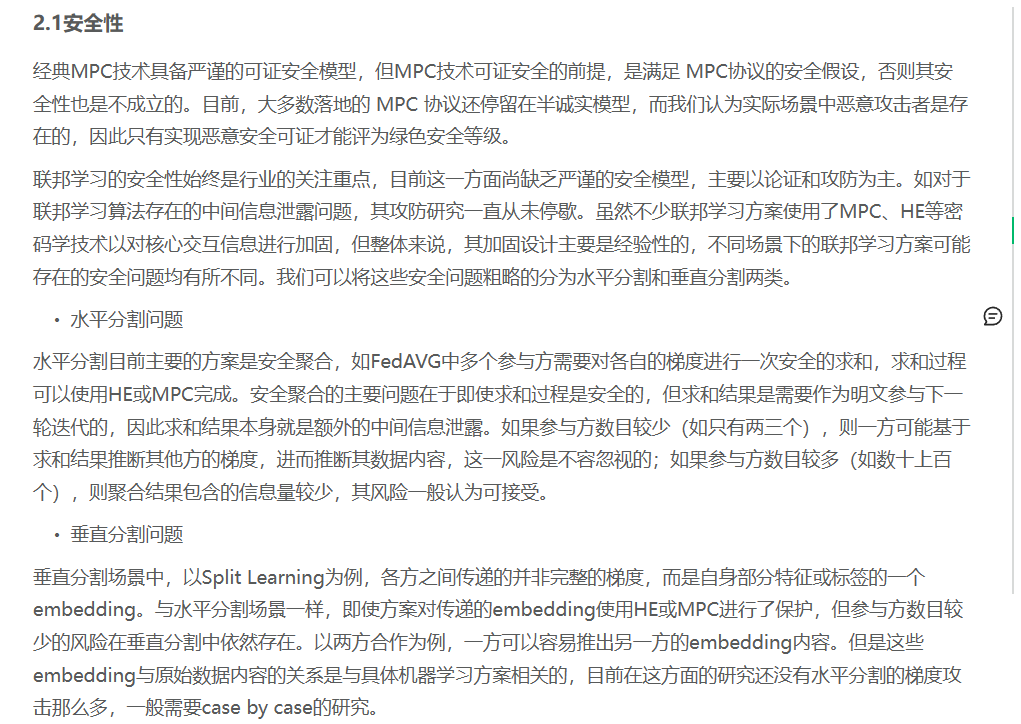 2.1安全性
经典MPC技术具备严谨的可证安全模型，但MPC技术可证安全的前提，是满足 MPC协议的安全假设，否则其安
全性也是不成立的。目前，大多数落地的 MPC 协议还停留在半诚实模型，而我们认为实际场景中恶意攻击者是存
在的，因此只有实现恶意安全可证才能评为绿色安全等级。
联邦学习的安全性始终是行业的关注重点，目前这一方面尚缺乏严谨的安全模型，主要以论证和攻防为主。如对于
联邦学习算法存在的中间信息泄露问题，其攻防研究一直从未停歇。虽然不少联邦学习方案使用了MPC、HE等密
码学技术以对核心交互信息进行加固，但整体来说，其加固设计主要是经验性的，不同场景下的联邦学习方案可能
存在的安全问题均有所不同。我们可以将这些安全问题粗略的分为水平分割和垂直分割两类。
• 水平分割问题
水平分割目前主要的方案是安全聚合，如FedAVG中多个参与方需要对各自的梯度进行一次安全的求和，求和过程
可以使用HE或MPC完成。安全聚合的主要问题在于即使求和过程是安全的，但求和结果是需要作为明文参与下一
轮迭代的，因此求和结果本身就是额外的中间信息泄露。如果参与方数目较少（如只有两三个），则一方可能基于
求和结果推断其他方的梯度，进而推断其数据内容，这一风险是不容忽视的；如果参与方数目较多（如数十上百
个），则聚合结果包含的信息量较少，其风险一般认为可接受。
• 垂直分割问题
垂直分割场景中，以Split Learning为例，各方之间传递的并非完整的梯度，而是自身部分特征或标签的一个
embedding。与水平分割场景一样，即使方案对传递的embedding使用HE或MPC进行了保护，但参与方数目较
少的风险在垂直分割中依然存在。以两方合作为例，一方可以容易推出另一方的embedding内容。但是这些
embedding与原始数据内容的关系是与具体机器学习方案相关的，目前在这方面的研究还没有水平分割的梯度攻
击那么多，一般需要case by case的研究。